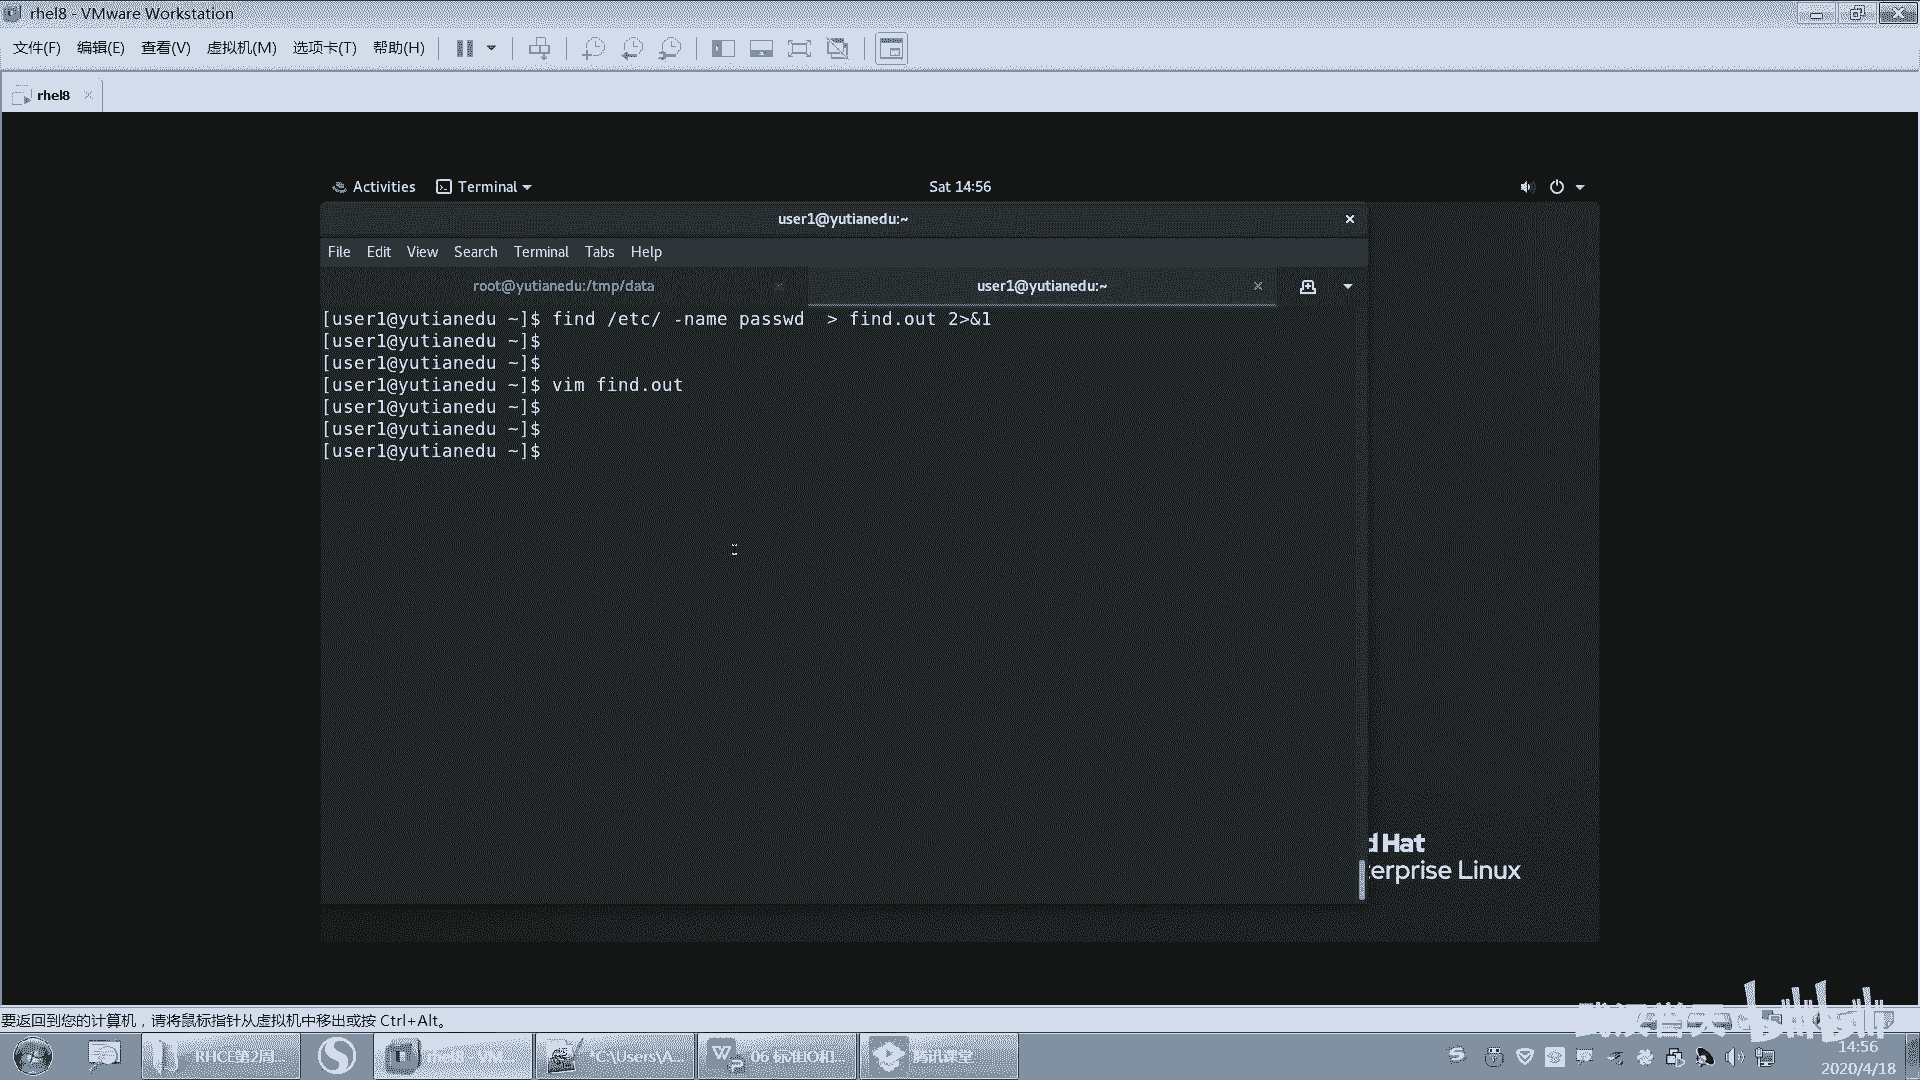 rhel8 - VMware Workstation
文件(F) 编辑(E) 查看(V) 虚拟机(M) 选项卡(T) 帮助(H)
rhel8
Activities Terminal Sat 14:56
user1@yutianedu:~
File Edit View Search Terminal Tabs Help
root@yutianedu:/tmp/data user1@yutianedu:~
[user1@yutianedu ~]$ find /etc/ -name passwd  > find.out 2>&1
[user1@yutianedu ~]$
[user1@yutianedu ~]$
[user1@yutianedu ~]$ vim find.out
[user1@yutianedu ~]$
[user1@yutianedu ~]$
[user1@yutianedu ~]$
d Hat
erprise Linux
要返回到您的计算机，请将鼠标指针从虚拟机中移出或按 Ctrl+Alt。
bilibili
RHCE第2周... rhel8 - VM... *C:\Users\A... 06 标准IO和... 腾讯课堂
14:56
2020/4/18